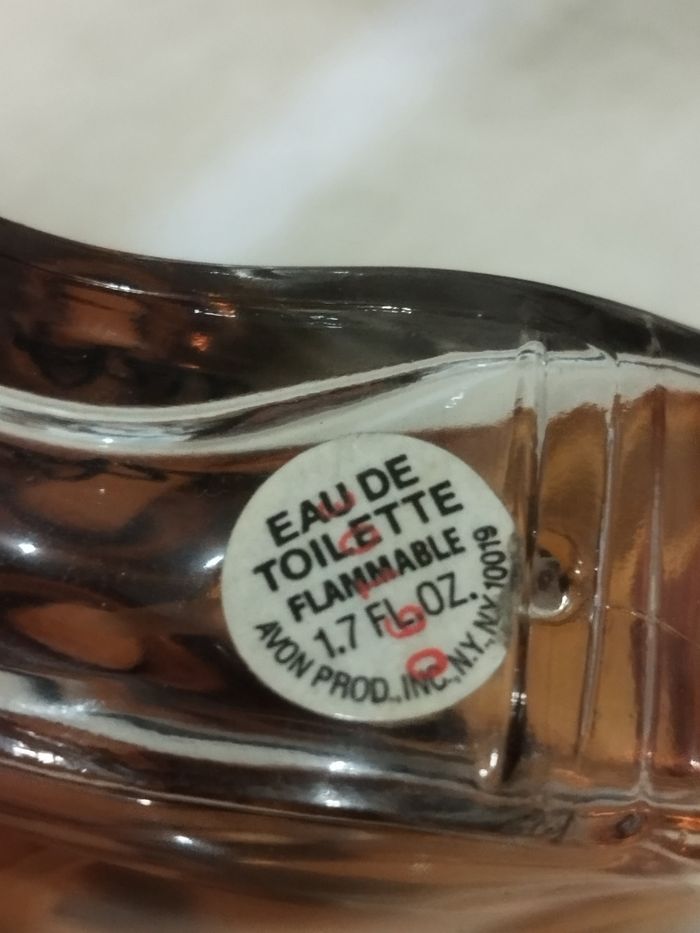 EAU DE
TOILETTE
FLAMMABLE
1.7 FL. OZ.
AVON PROD., INC., N.Y., N.Y. 10019